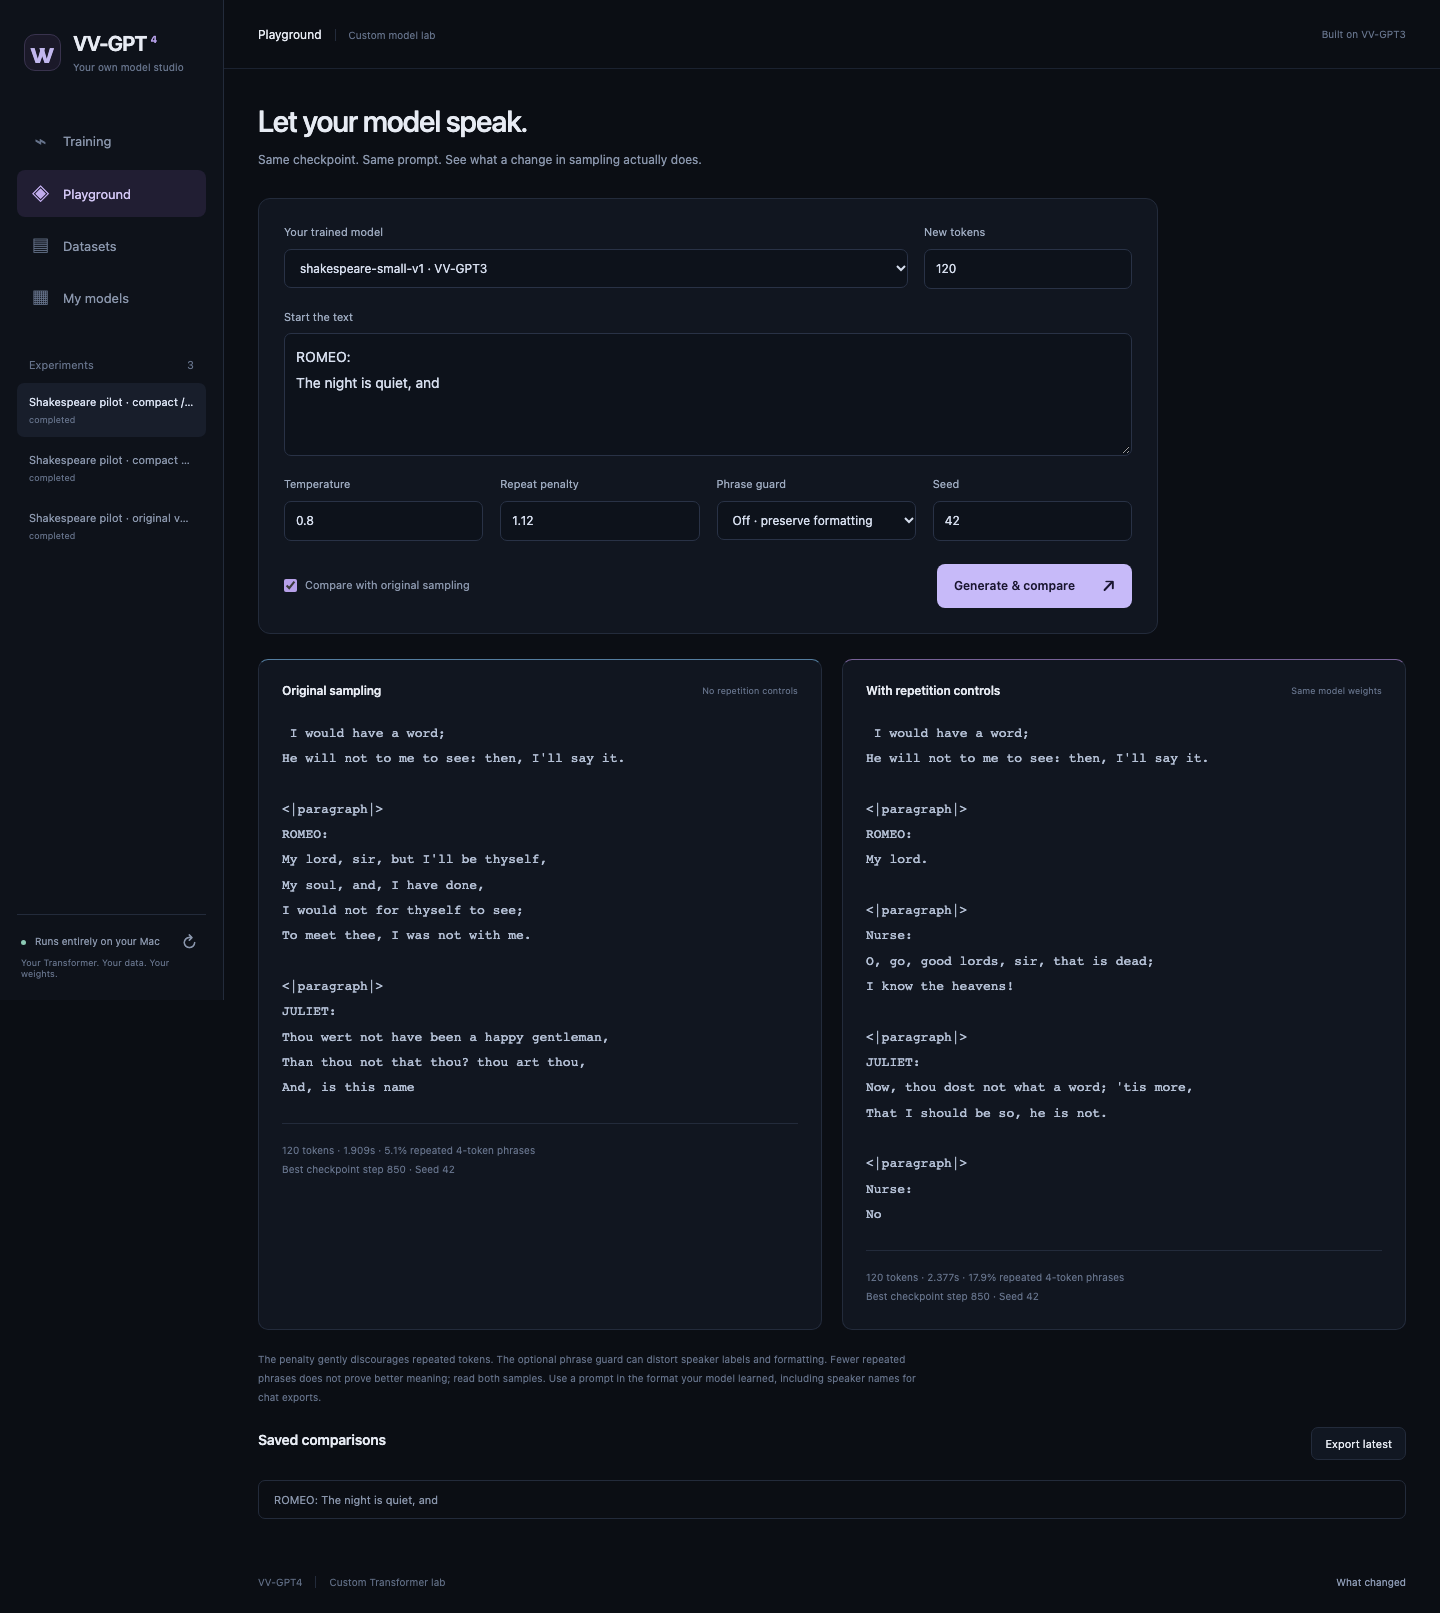 W
VV-GPT 4
Your own model studio
Training
Playground
Datasets
My models
Experiments 3
Shakespeare pilot · compact /...
completed
Shakespeare pilot · compact ...
completed
Shakespeare pilot · original v...
completed
Runs entirely on your Mac
Your Transformer. Your data. Your
weights.
Playground
Custom model lab
Built on VV-GPT3
Let your model speak.
Same checkpoint. Same prompt. See what a change in sampling actually does.
Your trained model
shakespeare-small-v1 · VV-GPT3
New tokens
120
Start the text
ROMEO:
The night is quiet, and
Temperature
0.8
Repeat penalty
1.12
Phrase guard
Off · preserve formatting
Seed
42
Compare with original sampling
Generate & compare
Original sampling
No repetition controls
I would have a word;
He will not to me to see: then, I'll say it.
<|paragraph|>
ROMEO:
My lord, sir, but I'll be thyself,
My soul, and, I have done,
I would not for thyself to see;
To meet thee, I was not with me.
<|paragraph|>
JULIET:
Thou wert not have been a happy gentleman,
Than thou not that thou? thou art thou,
And, is this name
120 tokens · 1.909s · 5.1% repeated 4-token phrases
Best checkpoint step 850 · Seed 42
With repetition controls
Same model weights
I would have a word;
He will not to me to see: then, I'll say it.
<|paragraph|>
ROMEO:
My lord.
<|paragraph|>
Nurse:
O, go, good lords, sir, that is dead;
I know the heavens!
<|paragraph|>
JULIET:
Now, thou dost not what a word; 'tis more,
That I should be so, he is not.
<|paragraph|>
Nurse:
No
120 tokens · 2.377s · 17.9% repeated 4-token phrases
Best checkpoint step 850 · Seed 42
The penalty gently discourages repeated tokens. The optional phrase guard can distort speaker labels and formatting. Fewer repeated
phrases does not prove better meaning; read both samples. Use a prompt in the format your model learned, including speaker names for
chat exports.
Saved comparisons
Export latest
ROMEO: The night is quiet, and
VV-GPT4
Custom Transformer lab
What changed